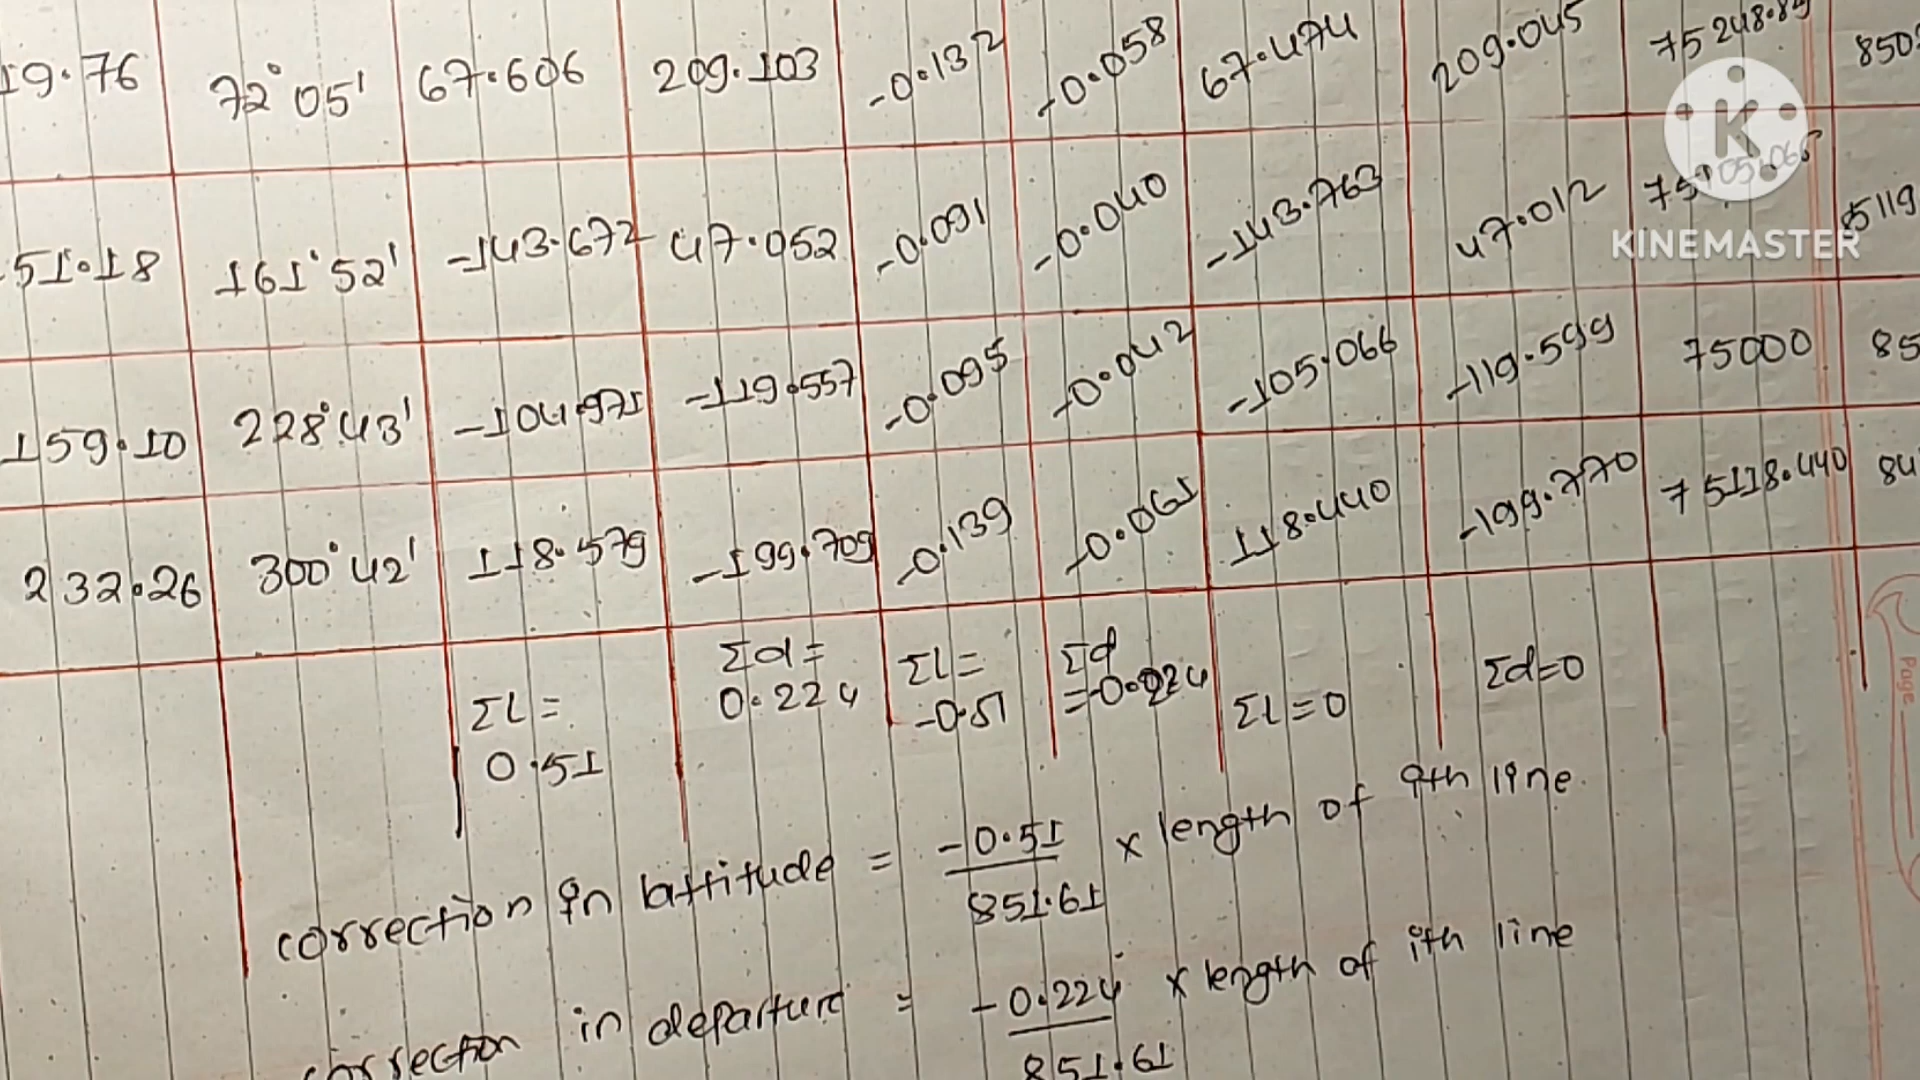 19.76 72°05' 67.606 209.103 -0.132 -0.058 67.474 209.045 75248.89 850
51.18 161°52' -143.672 47.052 -0.091 -0.040 -143.763 47.012 5119
159.10 228°43' -104.971 -119.557 -0.095 -0.042 -105.066 -119.599 75000 85
232.26 300°42' 118.579 -199.709 -0.139 -0.061 118.440 -199.770 75118.440 84
ΣL = 0.51 Σd = 0.224 ΣL = -0.51 Σd = -0.224 ΣL = 0 Σd = 0
correction in lattitude = -0.51 / 851.61 x length of ith line
correction in departure = -0.224 / 851.61 x length of ith line
KINEMASTER
K
Page